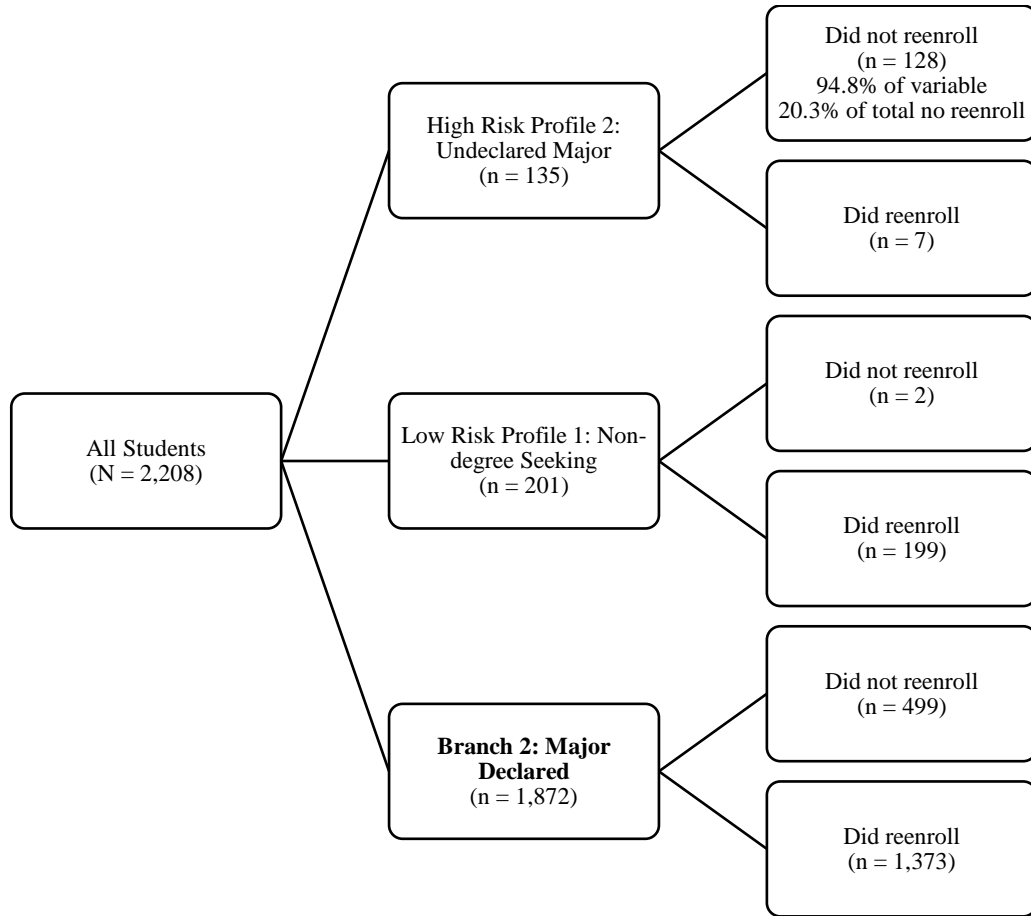 All Students
(N = 2,208)
High Risk Profile 2:
Undeclared Major
(n = 135)
Did not reenroll
(n = 128)
94.8% of variable
20.3% of total no reenroll
Did reenroll
(n = 7)
Low Risk Profile 1: Non-
degree Seeking
(n = 201)
Did not reenroll
(n = 2)
Did reenroll
(n = 199)
Branch 2: Major
Declared
(n = 1,872)
Did not reenroll
(n = 499)
Did reenroll
(n = 1,373)